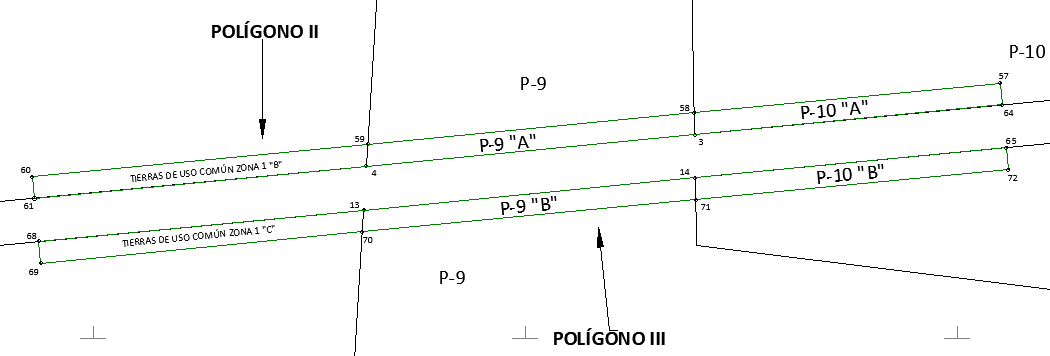 POLÍGONO II
P-10
P-9
57
58
P-10 "A"
64
59
P-9 "A"
3
65
60
TIERRAS DE USO COMÚN ZONA 1 "B"
4
14
P-10 "B"
72
61
13
P-9 "B"
71
68
TIERRAS DE USO COMÚN ZONA 1 "C"
70
69
P-9
POLÍGONO III